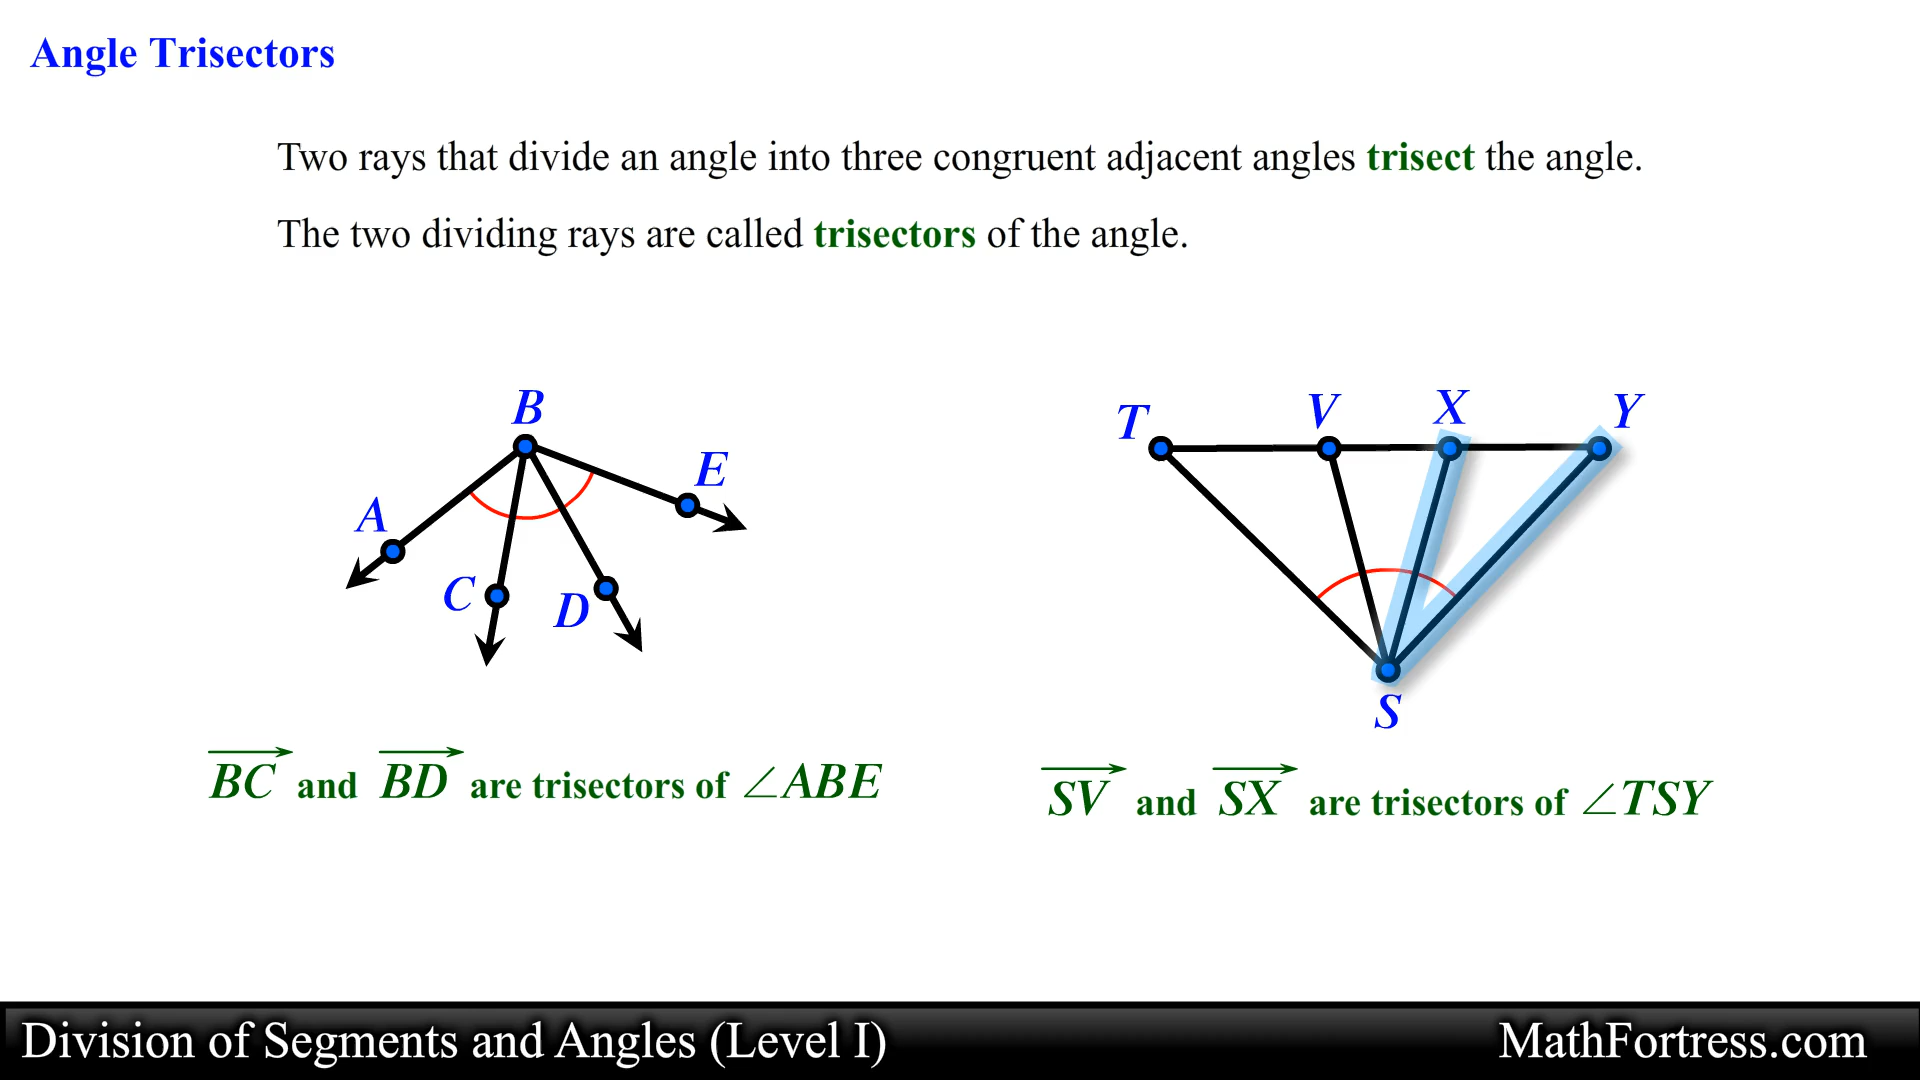 Angle Trisectors
Two rays that divide an angle into three congruent adjacent angles trisect the angle.
The two dividing rays are called trisectors of the angle.
B
E
A
C
D
T
V
X
Y
S
BC and BD are trisectors of ∠ABE
SV and SX are trisectors of ∠TSY
Division of Segments and Angles (Level I)
MathFortress.com